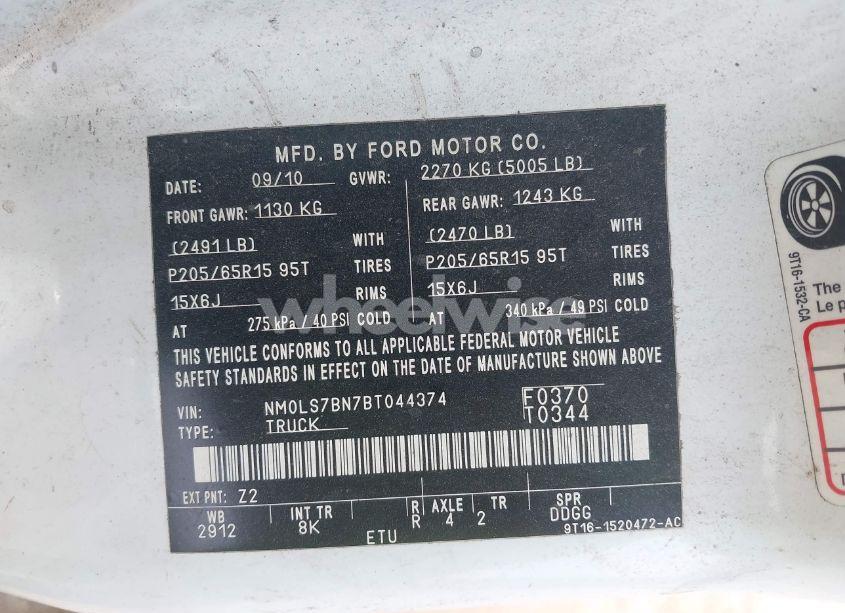 MFD. BY FORD MOTOR CO.
DATE: 09/10 GVWR: 2270 KG (5005 LB)
FRONT GAWR: 1130 KG REAR GAWR: 1243 KG
(2491 LB) WITH (2470 LB) WITH
P205/65R15 95T TIRES P205/65R15 95T TIRES
15X6J RIMS 15X6J RIMS
AT 275 kPa / 40 PSI COLD AT 340 kPa / 49 PSI COLD
THIS VEHICLE CONFORMS TO ALL APPLICABLE FEDERAL MOTOR VEHICLE
SAFETY STANDARDS IN EFFECT ON THE DATE OF MANUFACTURE SHOWN ABOVE
VIN: NM0LS7BN7BT044374 F0370
TYPE: TRUCK T0344
EXT PNT: Z2
WB INT TR R AXLE TR SPR
2912 8K R 4 2 DDGG
ETU 9T16-1520472-AC
wheelwise
9T16-1532-CA
The
Le p